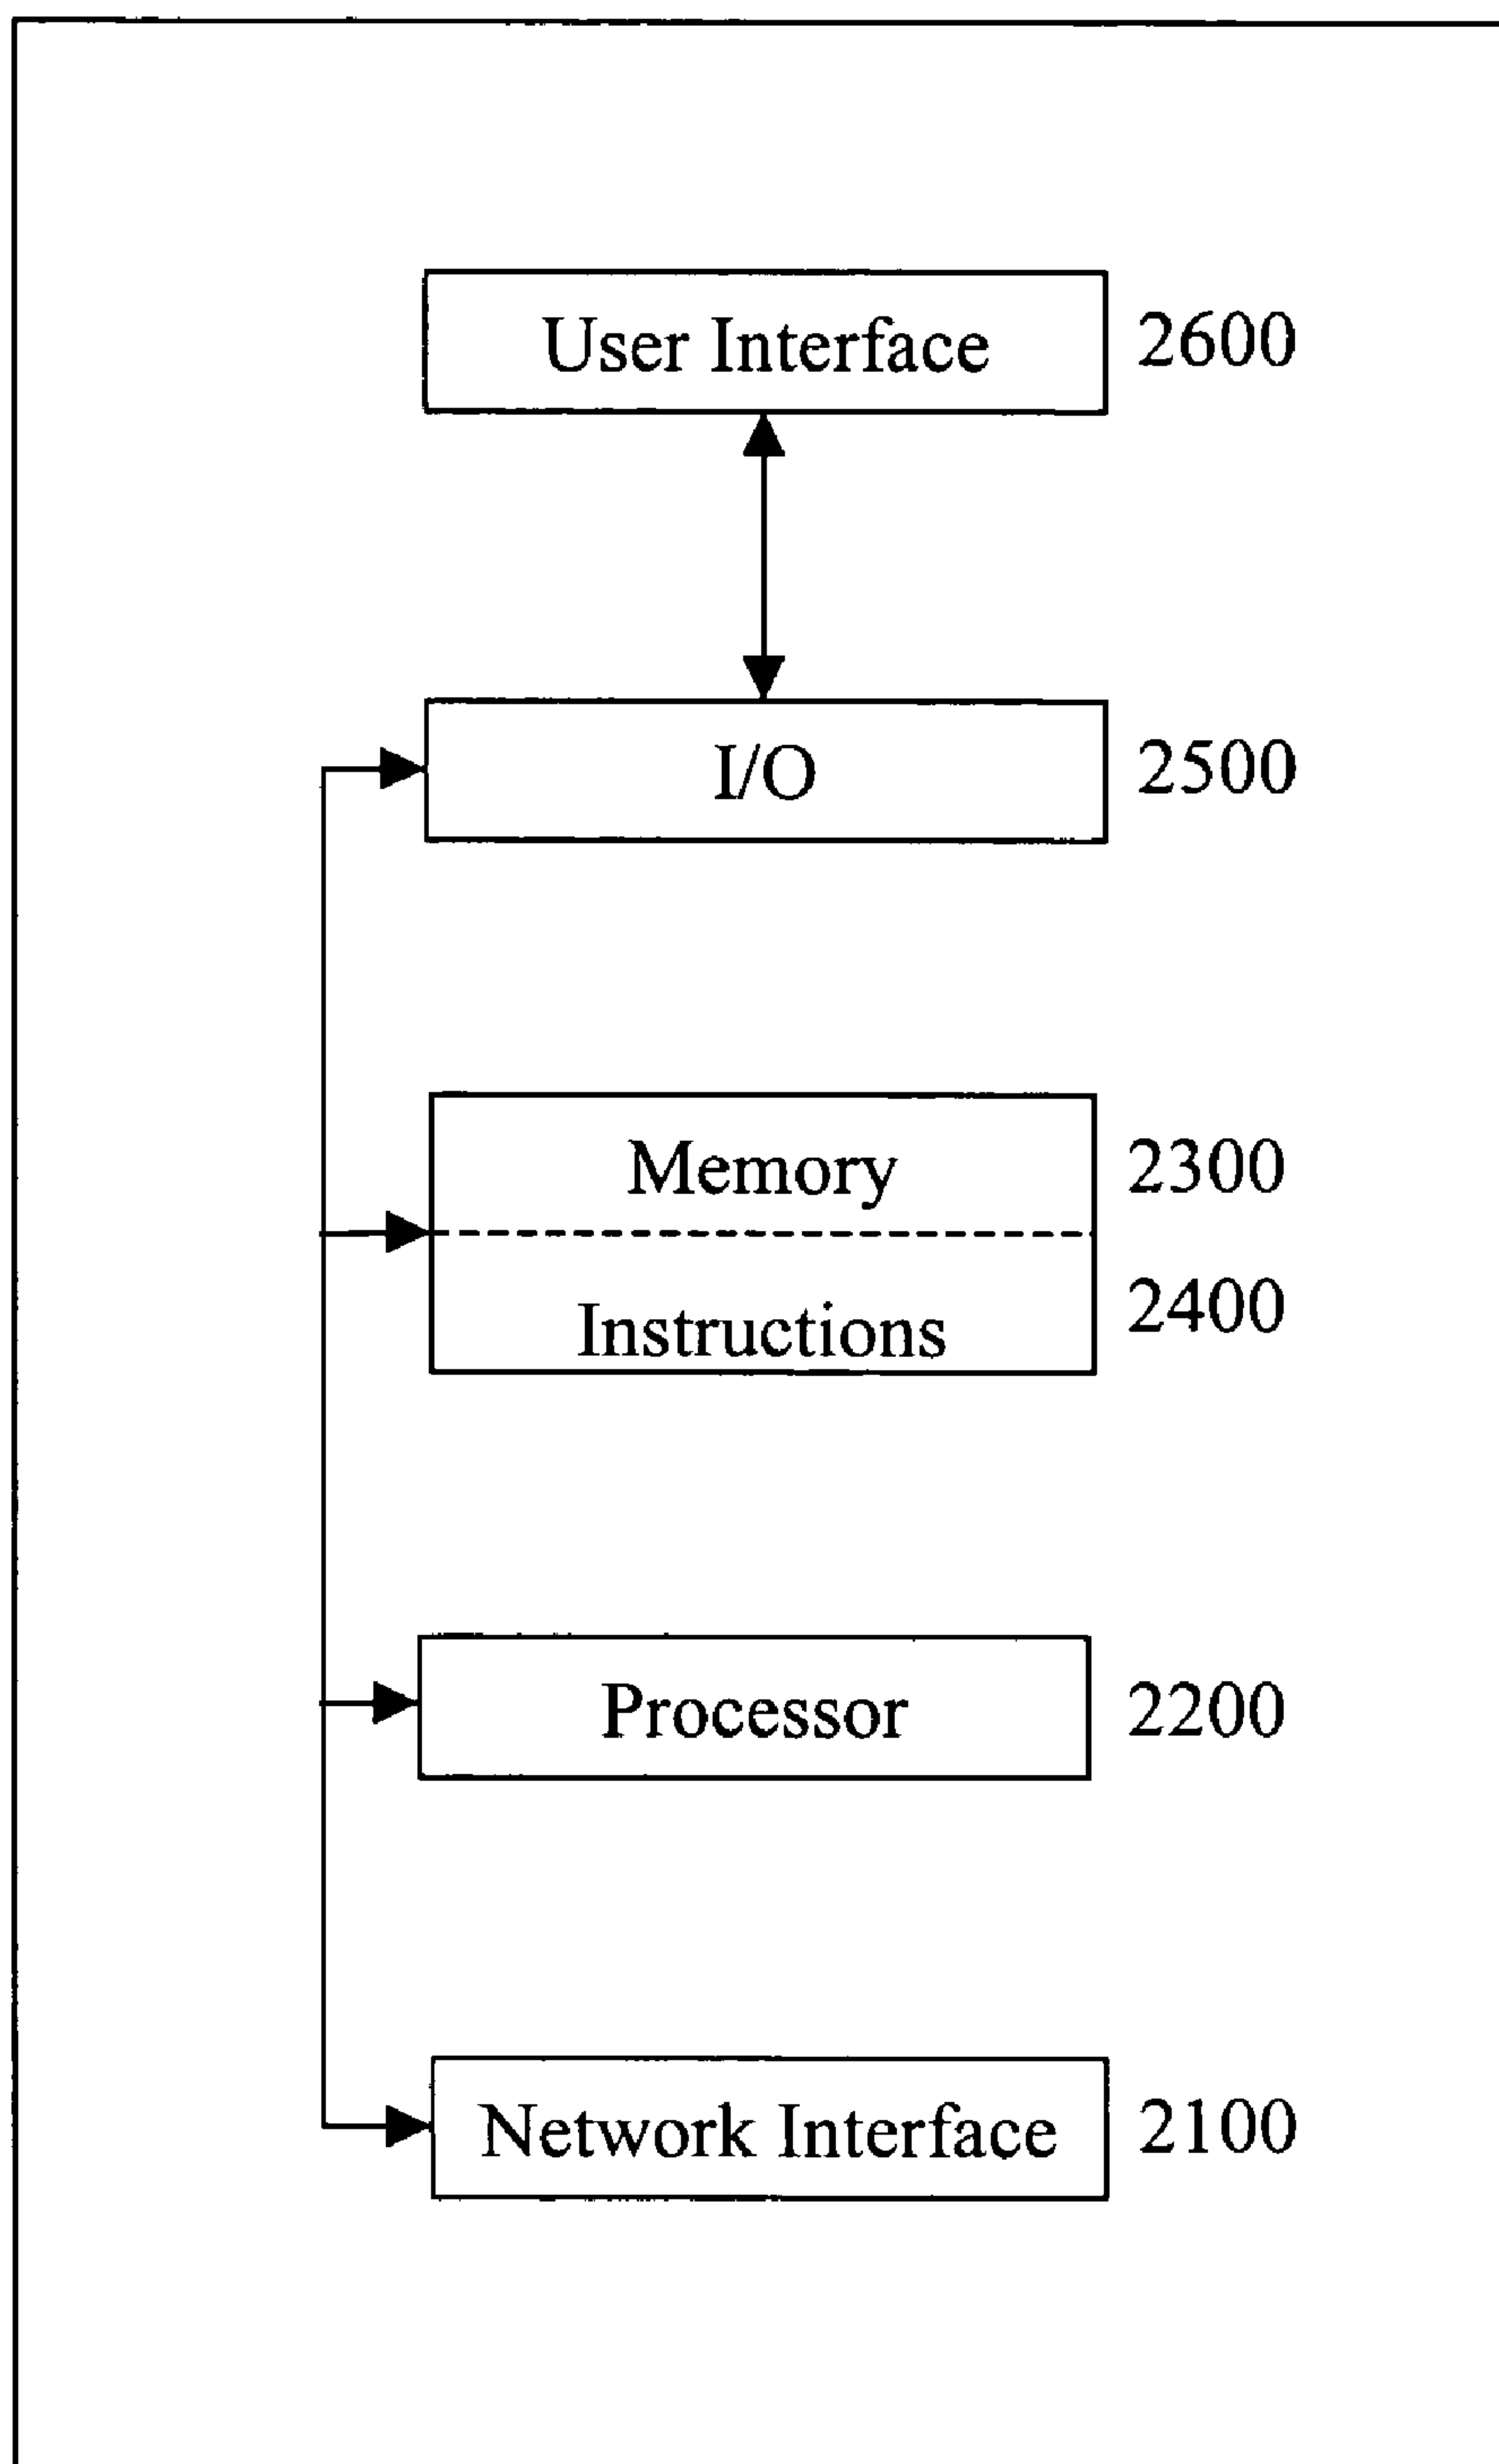 User Interface 2600
I/O 2500
Memory 2300
Instructions 2400
Processor 2200
Network Interface 2100